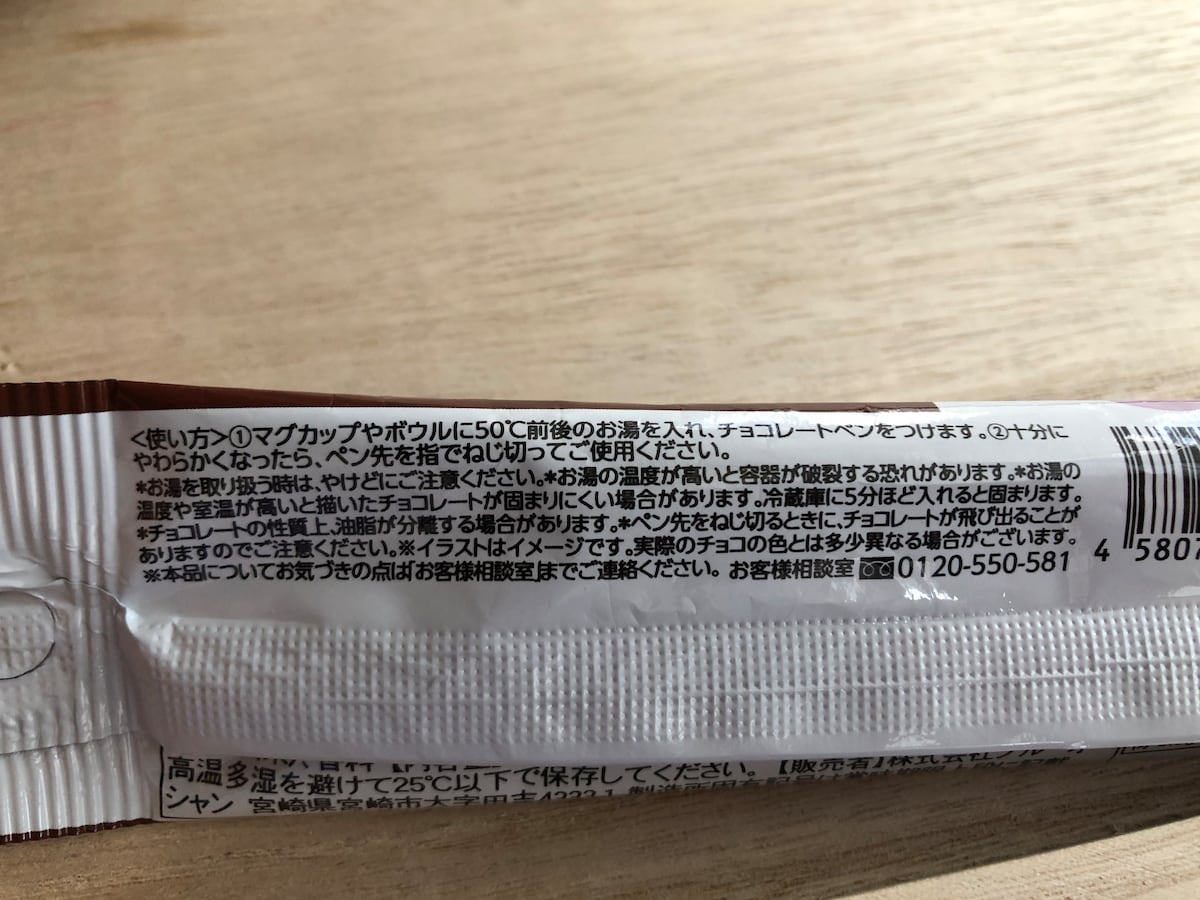 <使い方>①マグカップやボウルに50℃前後のお湯を入れ、チョコレートペンをつけます。②十分に
やわらかくなったら、ペン先を指でねじ切ってご使用ください。
*お湯を取り扱う時は、やけどにご注意ください。*お湯の温度が高いと容器が破裂する恐れがあります。*お湯の
温度や室温が高いと描いたチョコレートが固まりにくい場合があります。冷蔵庫に5分ほど入れると固まります。
*チョコレートの性質上、油脂が分離する場合があります。*ペン先をねじ切るときに、チョコレートが飛び出ることが
ありますのでご注意ください。※イラストはイメージです。実際のチョコの色とは多少異なる場合がございます。
※本品についてお気づきの点は「お客様相談室」までご連絡ください。 お客様相談室 0120-550-581
4 5807
高温多湿を避けて25℃以下で保存してください。【販売者】株式会社
シャン 宮崎県宮崎市大字田吉4333-1